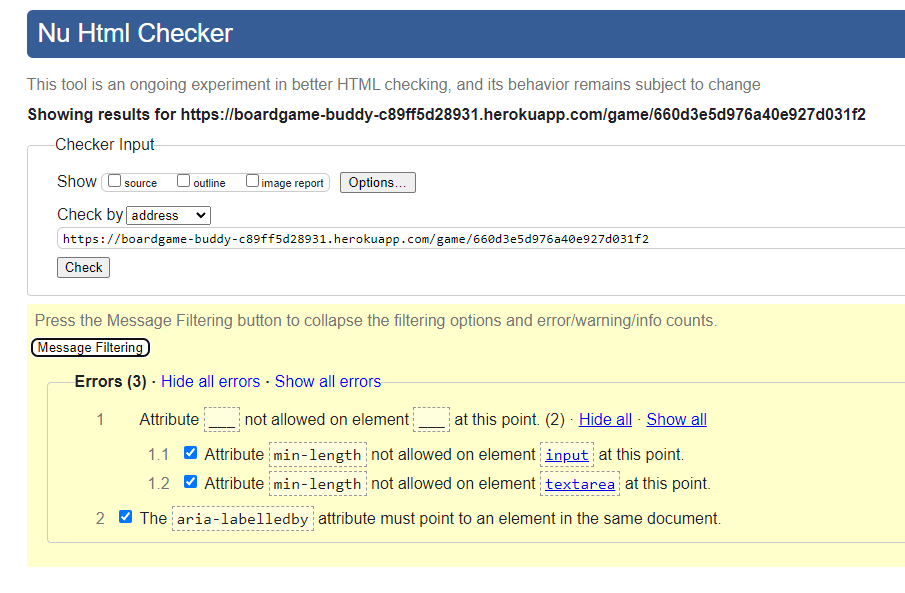 Nu Html Checker
This tool is an ongoing experiment in better HTML checking, and its behavior remains subject to change
Showing results for https://boardgame-buddy-c89ff5d28931.herokuapp.com/game/660d3e5d976a40e927d031f2
Checker Input
Show source outline image report Options...
Check by address
https://boardgame-buddy-c89ff5d28931.herokuapp.com/game/660d3e5d976a40e927d031f2
Check
Press the Message Filtering button to collapse the filtering options and error/warning/info counts.
Message Filtering
Errors (3) · Hide all errors · Show all errors
1 Attribute ___ not allowed on element ___ at this point. (2) · Hide all · Show all
1.1 Attribute min-length not allowed on element input at this point.
1.2 Attribute min-length not allowed on element textarea at this point.
2 The aria-labelledby attribute must point to an element in the same document.